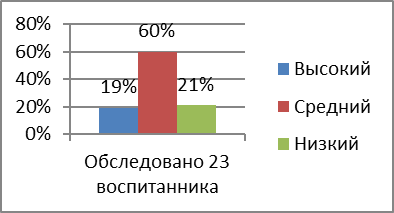 80%
60%
40%
20%
0%
19%
60%
21%
Обследовано 23
воспитанника
Высокий
Средний
Низкий